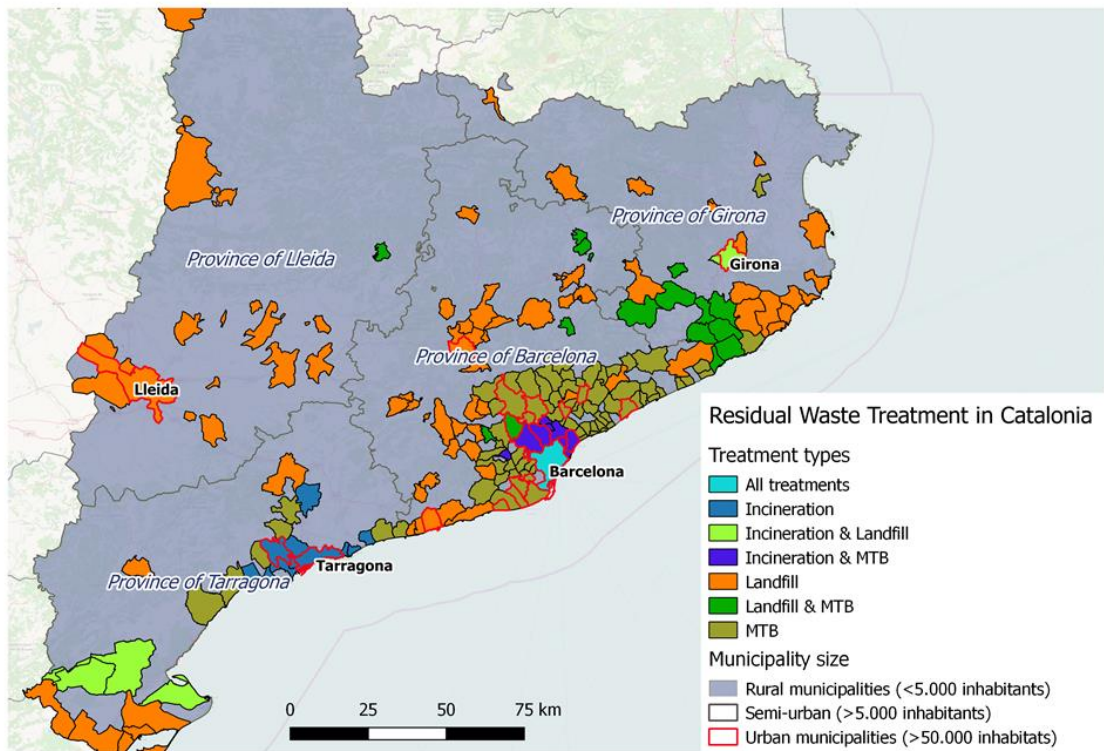 Province of Girona
Province of Lleida
Girona
Province of Barcelona
Lleida
Barcelona
Tarragona
Province of Tarragona
Residual Waste Treatment in Catalonia
Treatment types
All treatments
Incineration
Incineration & Landfill
Incineration & MTB
Landfill
Landfill & MTB
MTB
Municipality size
Rural municipalities (<5.000 inhabitants)
Semi-urban (>5.000 inhabitants)
Urban municipalities (>50.000 inhabitats)
0 25 50 75 km